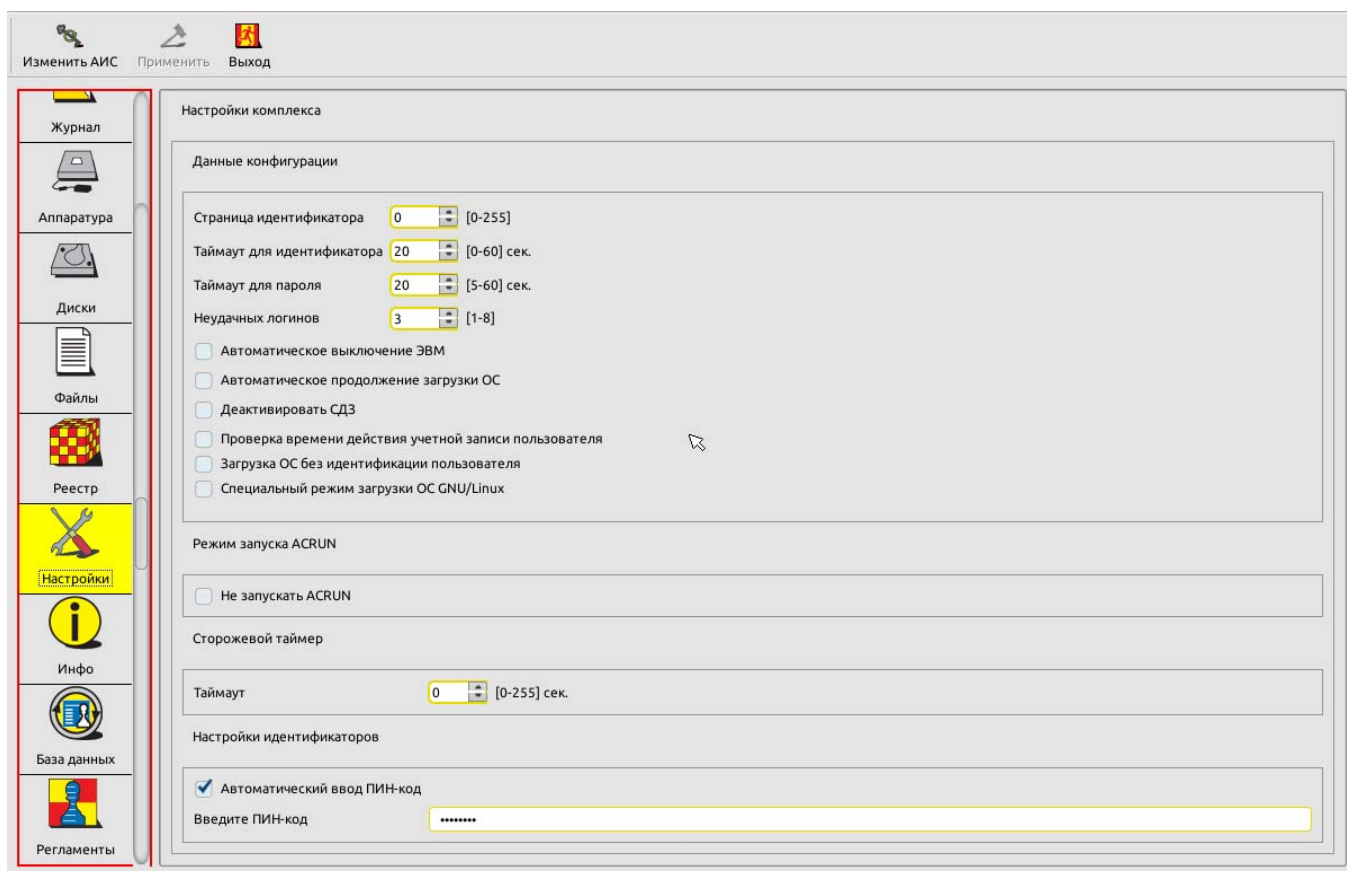 Изменить АИС Применить Выход
Журнал
Аппаратура
Диски
Файлы
Реестр
Настройки
Инфо
База данных
Регламенты
Настройки комплекса
Данные конфигурации
Страница идентификатора 0 [0-255]
Таймаут для идентификатора 20 [0-60] сек.
Таймаут для пароля 20 [5-60] сек.
Неудачных логинов 3 [1-8]
Автоматическое выключение ЭВМ
Автоматическое продолжение загрузки ОС
Деактивировать СДЗ
Проверка времени действия учетной записи пользователя
Загрузка ОС без идентификации пользователя
Специальный режим загрузки ОС GNU/Linux
Режим запуска ACRUN
Не запускать ACRUN
Сторожевой таймер
Таймаут 0 [0-255] сек.
Настройки идентификаторов
Автоматический ввод ПИН-код
Введите ПИН-код ••••••••